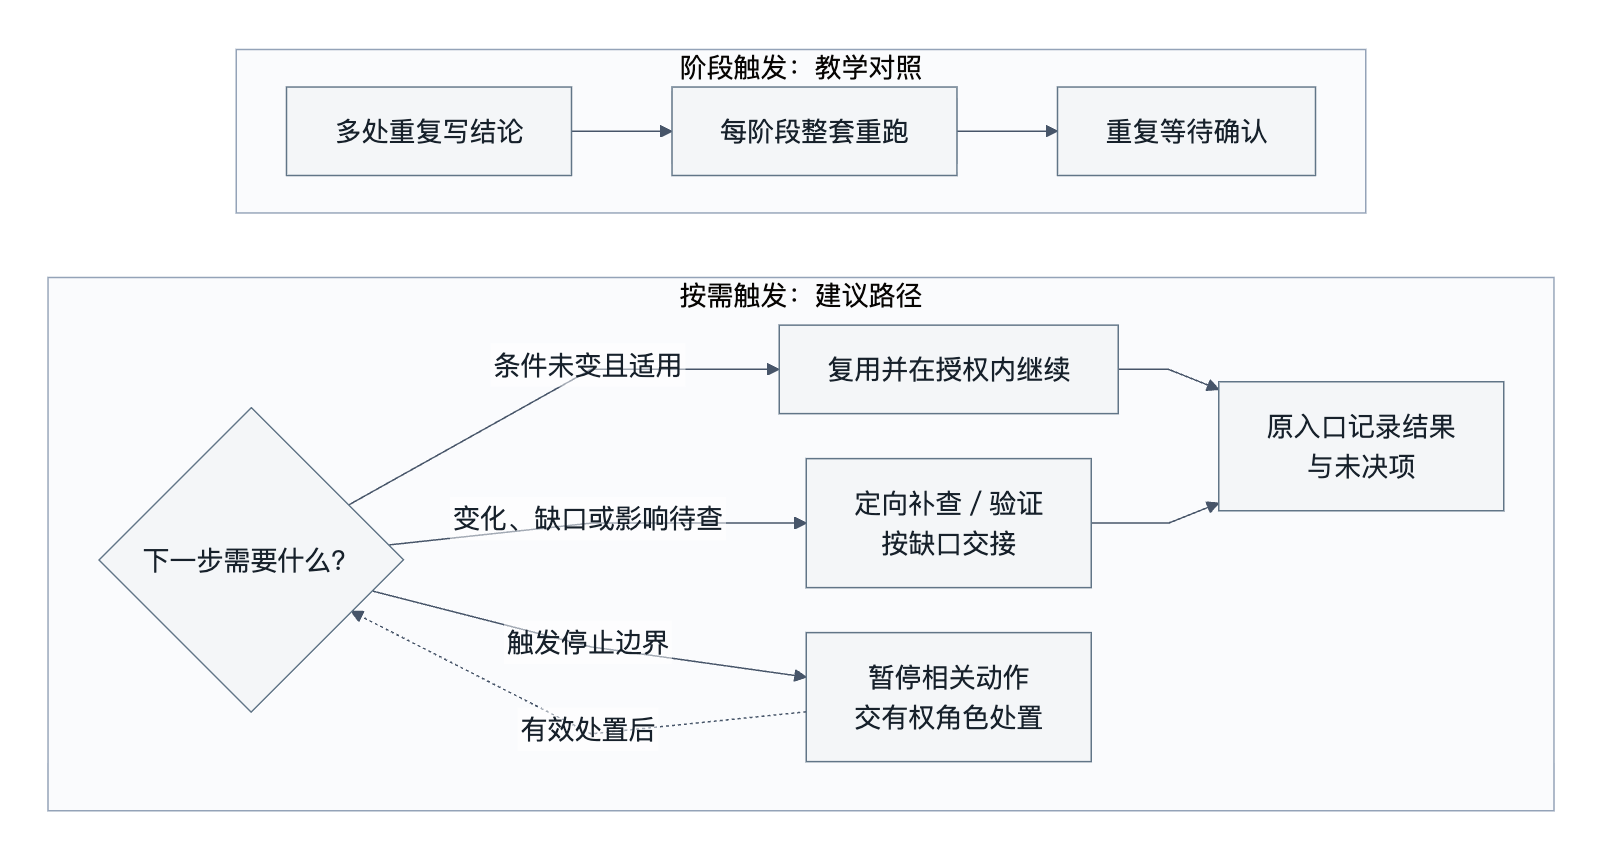 阶段触发：教学对照
多处重复写结论
每阶段整套重跑
重复等待确认
按需触发：建议路径
条件未变且适用
复用并在授权内继续
原入口记录结果
与未决项
变化、缺口或影响待查
定向补查 / 验证
按缺口交接
下一步需要什么?
触发停止边界
暂停相关动作
交有权角色处置
有效处置后